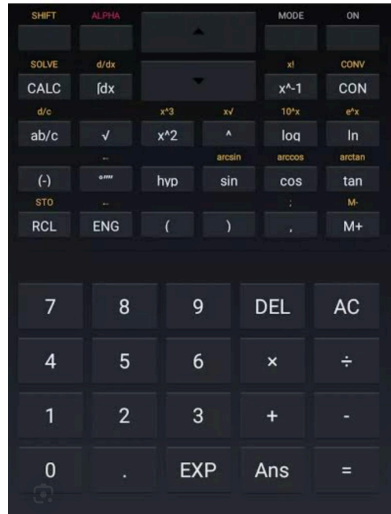 SHIFT ALPHA MODE ON
SOLVE d/dx x! CONV
CALC ∫dx x^-1 CON
d/c x^3 x√ 10^x e^x
ab/c √ x^2 ^ log ln
← arcsin arccos arctan
(-) hyp sin cos tan
STO ← ; M-
RCL ENG ( ) , M+
7 8 9 DEL AC
4 5 6 × ÷
1 2 3 + -
0 . EXP Ans =